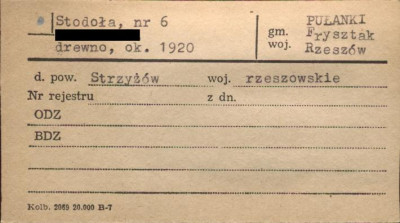 Stodoła, nr 6
drewno, ok. 1920
PUŁANKI
gm. Frysztak
woj. Rzeszów
d. pow. Strzyżów woj. rzeszowskie
Nr rejestru z dn.
ODZ
BDZ
Kolb. 2069 20.000 B-7